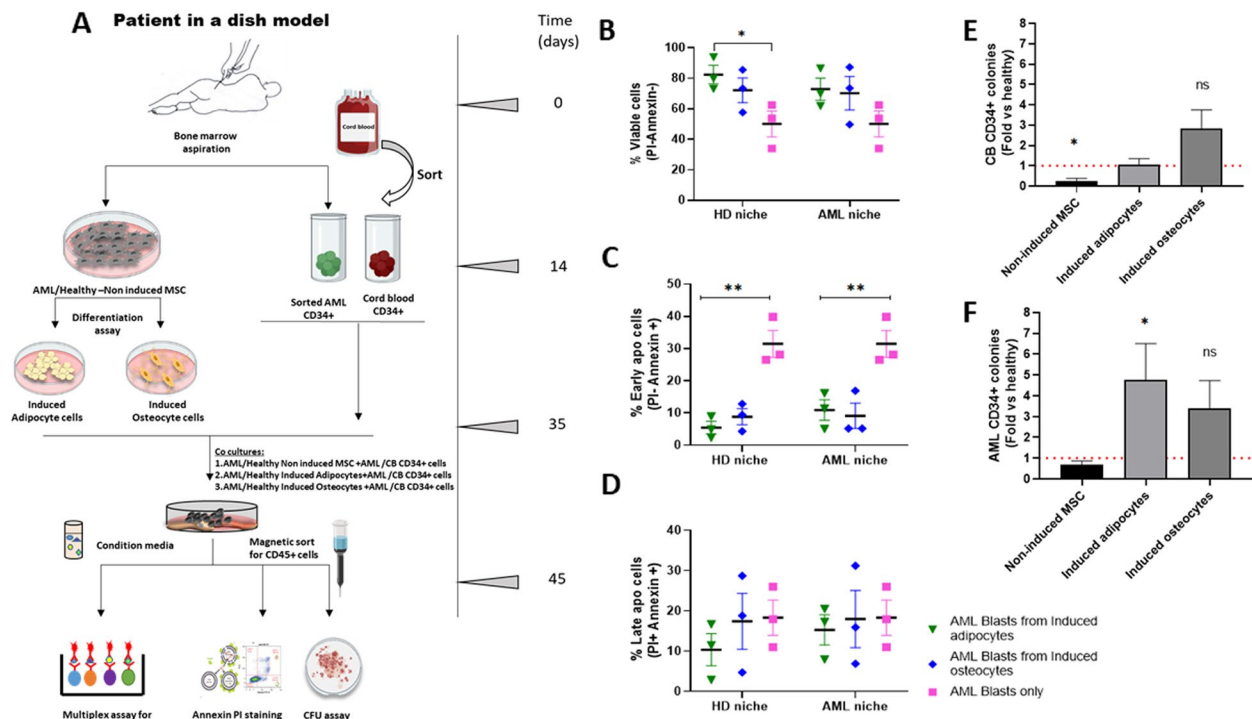 A
Patient in a dish model
Time
(days)
Bone marrow
aspiration
Cord blood
Sort
0
14
AML/Healthy –Non induced MSC
Differentiation
assay
Sorted AML
CD34+
Cord blood
CD34+
Induced
Adipocyte cells
Induced
Osteocyte cells
35
Co cultures:
1.AML/Healthy Non induced MSC +AML /CB CD34+ cells
2.AML/Healthy Induced Adipocytes+AML /CB CD34+ cells
3.AML/Healthy Induced Osteocytes +AML /CB CD34+ cells
Condition media
Magnetic sort
for CD45+ cells
45
Multiplex assay for
Annexin PI staining
CFU assay
B
% Viable cells
(PI-Annexin-)
100
80
60
40
20
0
*
HD niche
AML niche
C
% Early apo cells
(PI- Annexin +)
50
40
30
20
10
0
**
**
HD niche
AML niche
D
% Late apo cells
(PI+ Annexin +)
40
30
20
10
0
HD niche
AML niche
E
CB CD34+ colonies
(Fold vs healthy)
8
7
6
5
4
3
2
1
0
*
ns
Non-induced MSC
Induced adipocytes
Induced osteocytes
F
AML CD34+ colonies
(Fold vs healthy)
8
7
6
5
4
3
2
1
0
*
ns
Non-induced MSC
Induced adipocytes
Induced osteocytes
AML Blasts from Induced
adipocytes
AML Blasts from Induced
osteocytes
AML Blasts only